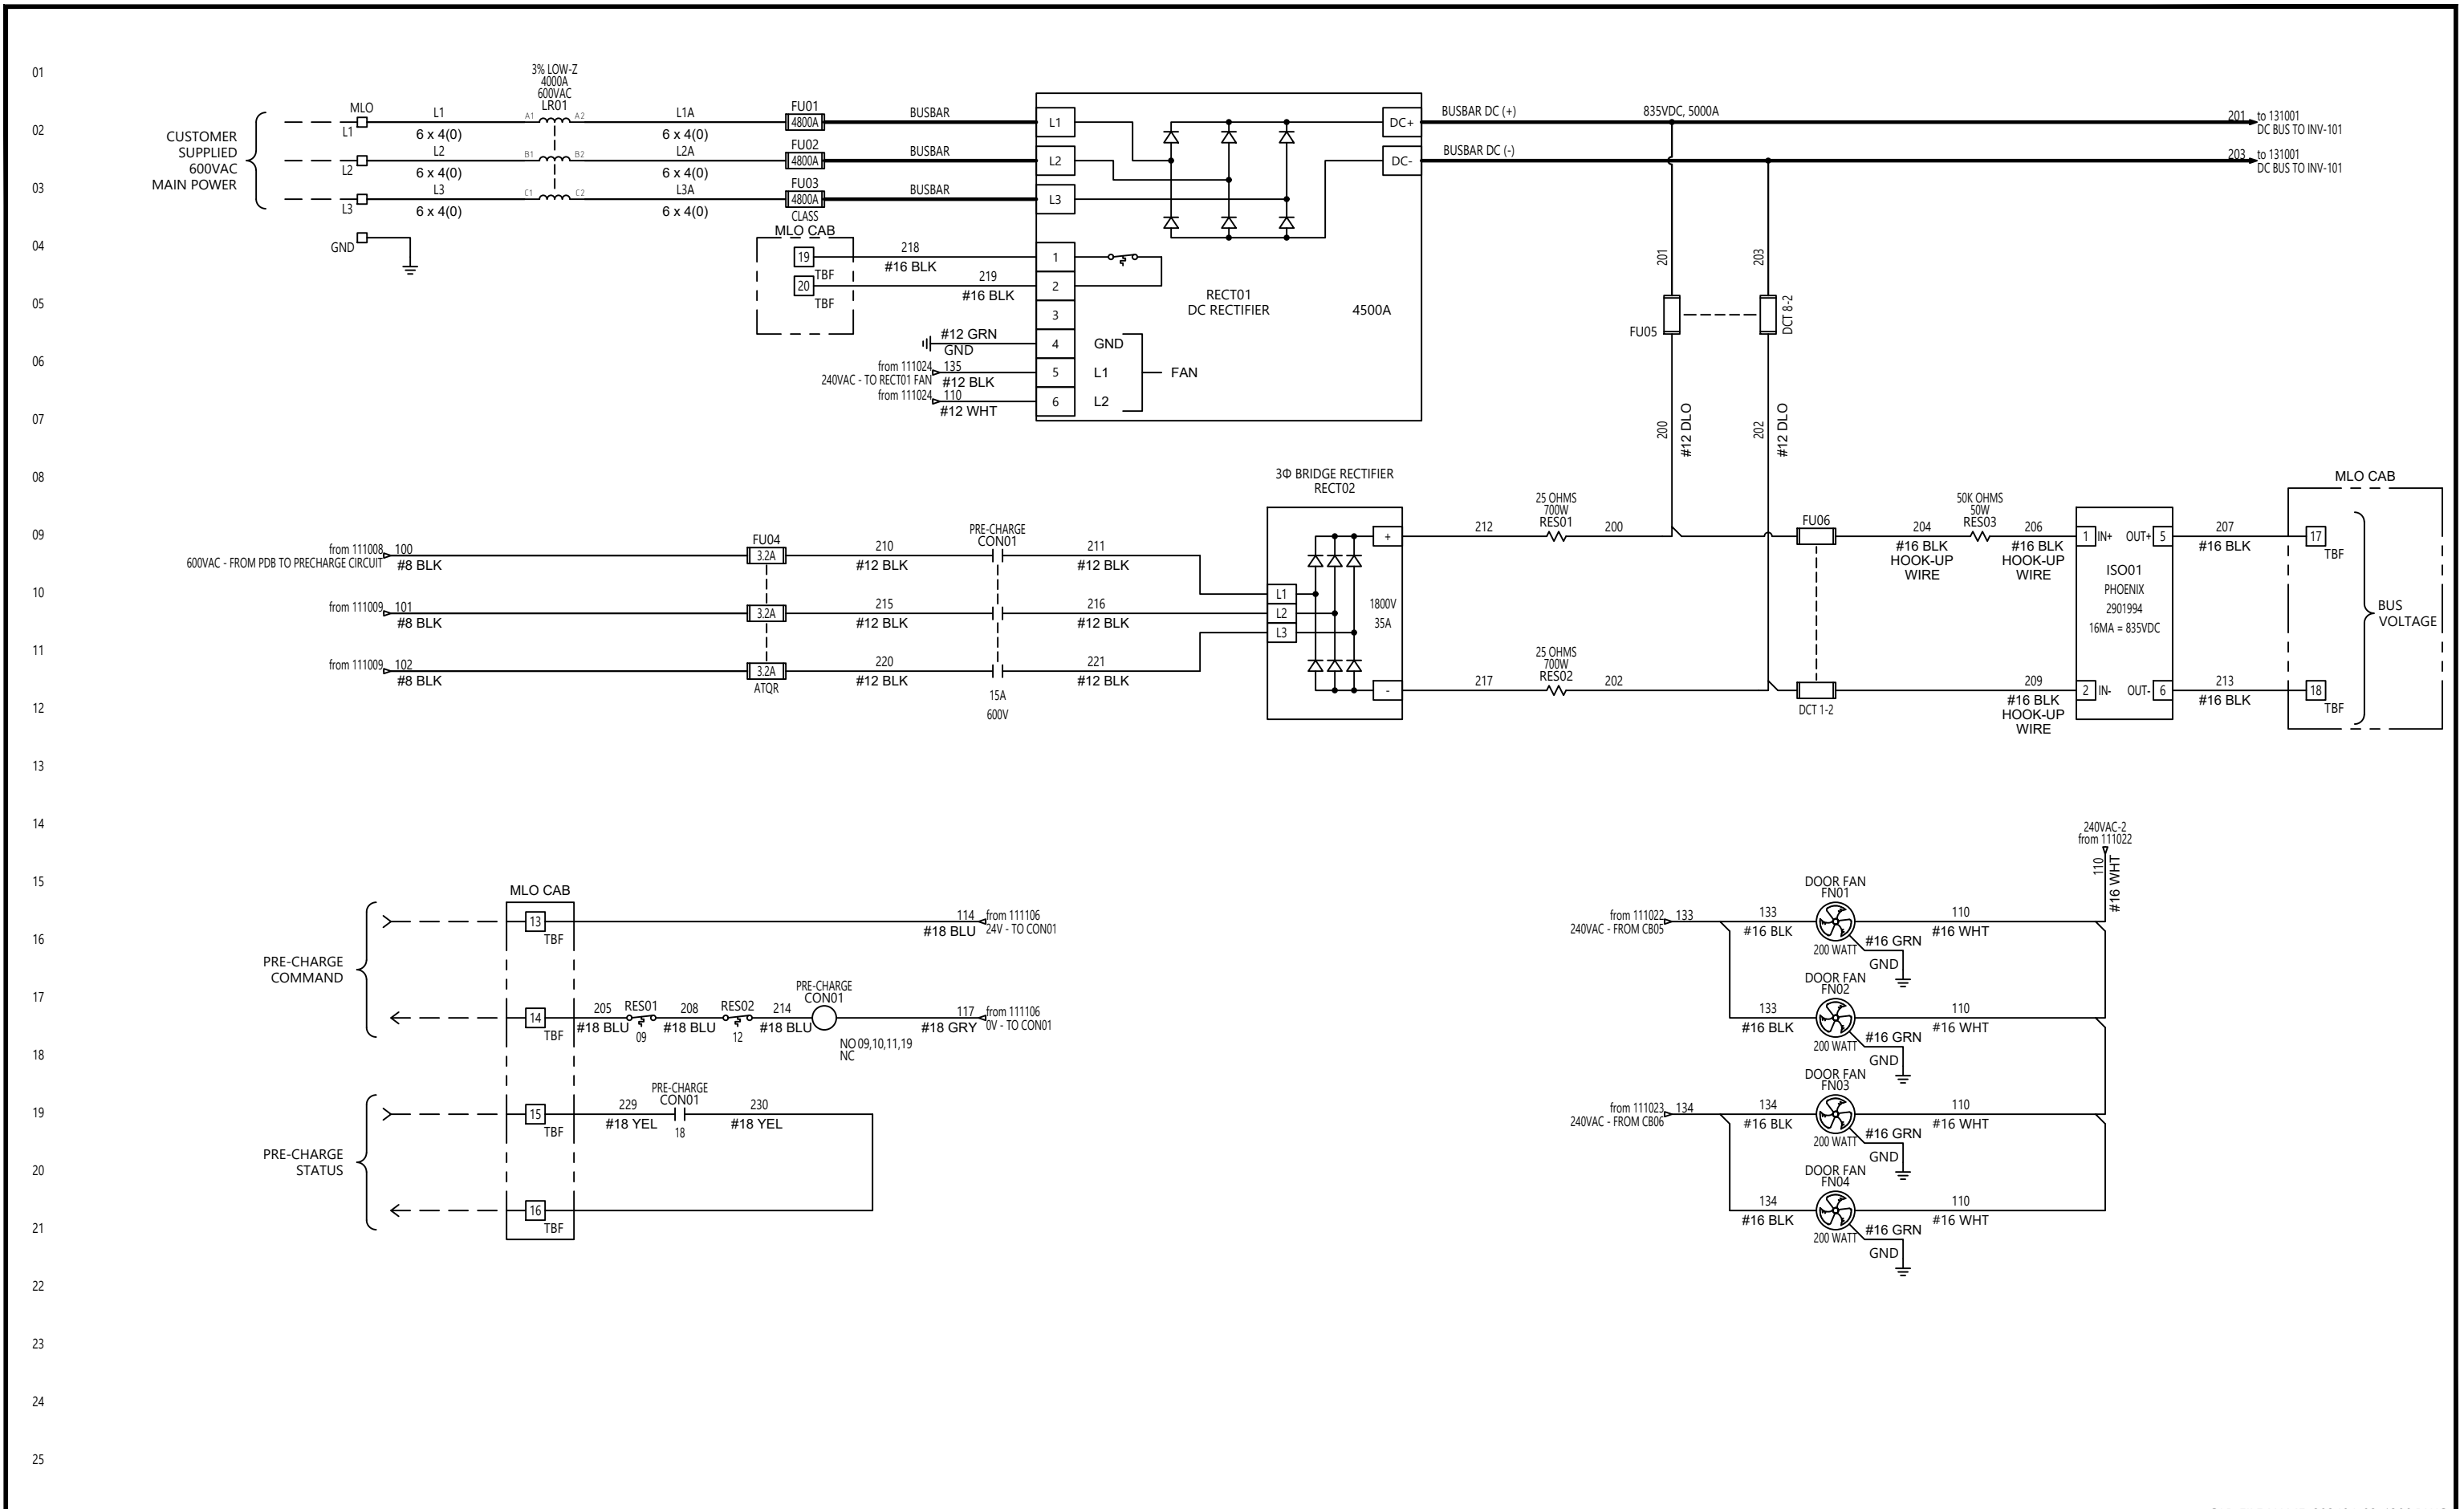 01
3% LOW-Z
4000A
600VAC
LR01
MLO
L1
L1A
FU01
BUSBAR
BUSBAR DC (+)
835VDC, 5000A
A1
A2
4800A
L1
DC+
201
to 131001
DC BUS TO INV-101
02
L1
6 x 4(0)
6 x 4(0)
CUSTOMER
SUPPLIED
600VAC
MAIN POWER
L2
L2A
FU02
BUSBAR
BUSBAR DC (-)
B1
B2
4800A
L2
DC-
203
to 131001
DC BUS TO INV-101
L2
6 x 4(0)
6 x 4(0)
03
L3
L3A
FU03
BUSBAR
C1
C2
4800A
L3
L3
6 x 4(0)
6 x 4(0)
CLASS
MLO CAB
04
GND
19
TBF
218
#16 BLK
1
201
203
20
TBF
219
#16 BLK
2
05
RECT01
DC RECTIFIER
4500A
3
FU05
DCT 8-2
#12 GRN
GND
4
GND
06
from 111024
135
240VAC - TO RECT01 FAN
#12 BLK
5
L1
FAN
from 111024
110
#12 WHT
6
L2
07
200
#12 DLO
202
#12 DLO
08
3Φ BRIDGE RECTIFIER
RECT02
MLO CAB
25 OHMS
700W
RES01
50K OHMS
50W
RES03
09
from 111008
100
600VAC - FROM PDB TO PRECHARGE CIRCUIT
#8 BLK
FU04
3.2A
210
#12 BLK
PRE-CHARGE
CON01
211
#12 BLK
+
212
200
FU06
204
#16 BLK
HOOK-UP
WIRE
206
#16 BLK
HOOK-UP
WIRE
1
IN+
OUT+
5
207
#16 BLK
17
TBF
10
from 111009
101
#8 BLK
3.2A
215
#12 BLK
216
#12 BLK
L1
L2
L3
1800V
35A
ISO01
PHOENIX
2901994
16MA = 835VDC
BUS
VOLTAGE
11
from 111009
102
#8 BLK
3.2A
ATQR
220
#12 BLK
221
#12 BLK
15A
600V
25 OHMS
700W
RES02
-
217
202
DCT 1-2
209
#16 BLK
HOOK-UP
WIRE
2
IN-
OUT-
6
213
#16 BLK
18
TBF
12
13
14
240VAC-2
from 111022
110
#16 WHT
15
MLO CAB
DOOR FAN
FN01
13
TBF
114
#18 BLU
from 111106
24V - TO CON01
from 111022
133
240VAC - FROM CB05
133
#16 BLK
200 WATT
110
#16 WHT
#16 GRN
GND
16
PRE-CHARGE
COMMAND
17
DOOR FAN
FN02
14
TBF
205
#18 BLU
RES01
09
208
#18 BLU
RES02
12
214
#18 BLU
PRE-CHARGE
CON01
117
#18 GRY
from 111106
0V - TO CON01
NO 09,10,11,19
NC
133
#16 BLK
200 WATT
110
#16 WHT
#16 GRN
GND
18
DOOR FAN
FN03
19
15
TBF
229
#18 YEL
PRE-CHARGE
CON01
18
230
#18 YEL
from 111023
134
240VAC - FROM CB06
134
#16 BLK
200 WATT
110
#16 WHT
#16 GRN
GND
20
PRE-CHARGE
STATUS
DOOR FAN
FN04
21
16
TBF
134
#16 BLK
200 WATT
110
#16 WHT
#16 GRN
GND
22
23
24
25